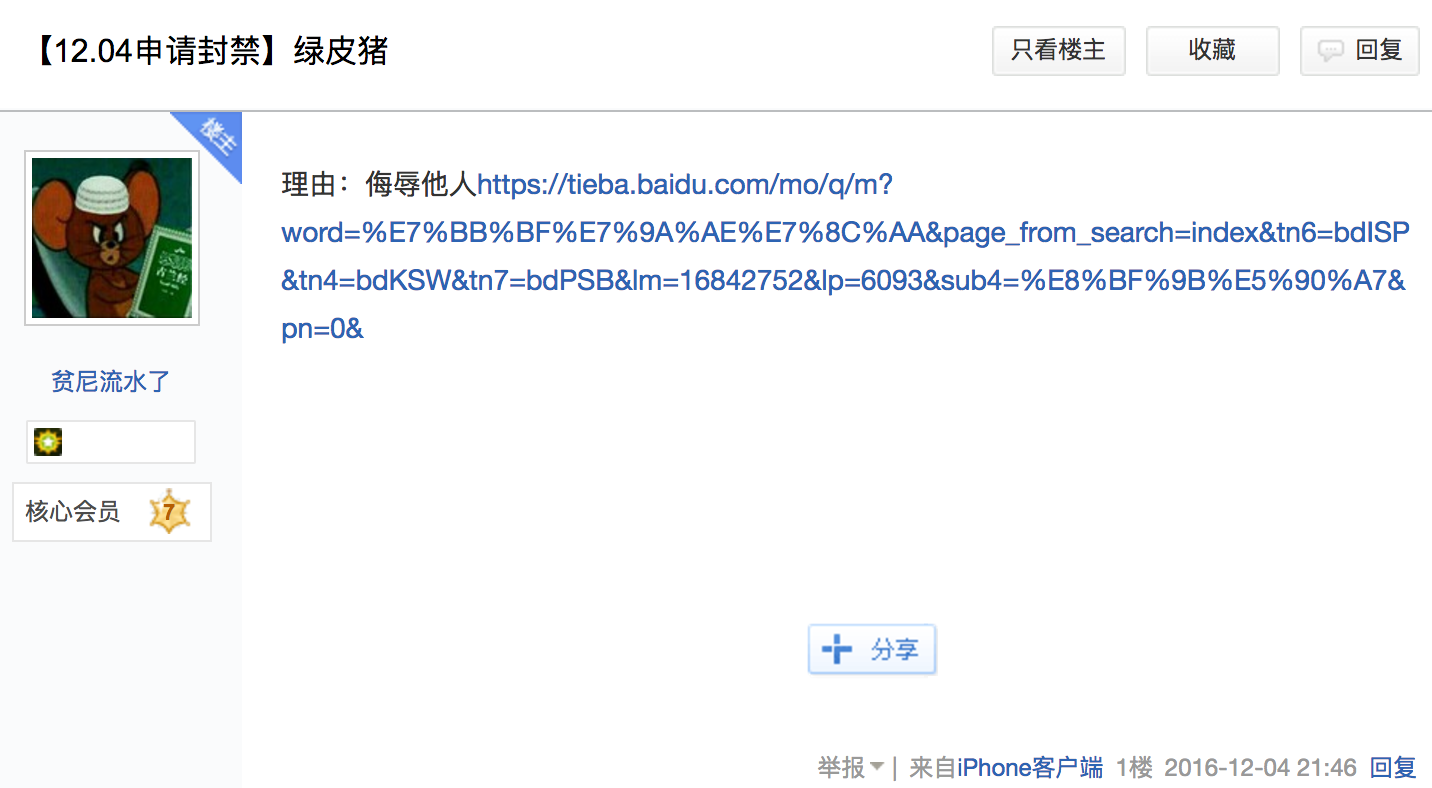 【12.04申请封禁】绿皮猪
只看楼主
收藏
回复
楼主
理由：侮辱他人https://tieba.baidu.com/mo/q/m?
word=%E7%BB%BF%E7%9A%AE%E7%8C%AA&page_from_search=index&tn6=bdISP
&tn4=bdKSW&tn7=bdPSB&lm=16842752&lp=6093&sub4=%E8%BF%9B%E5%90%A7&
pn=0&
贫尼流水了
核心会员 7
分享
举报 | 来自iPhone客户端 1楼 2016-12-04 21:46 回复